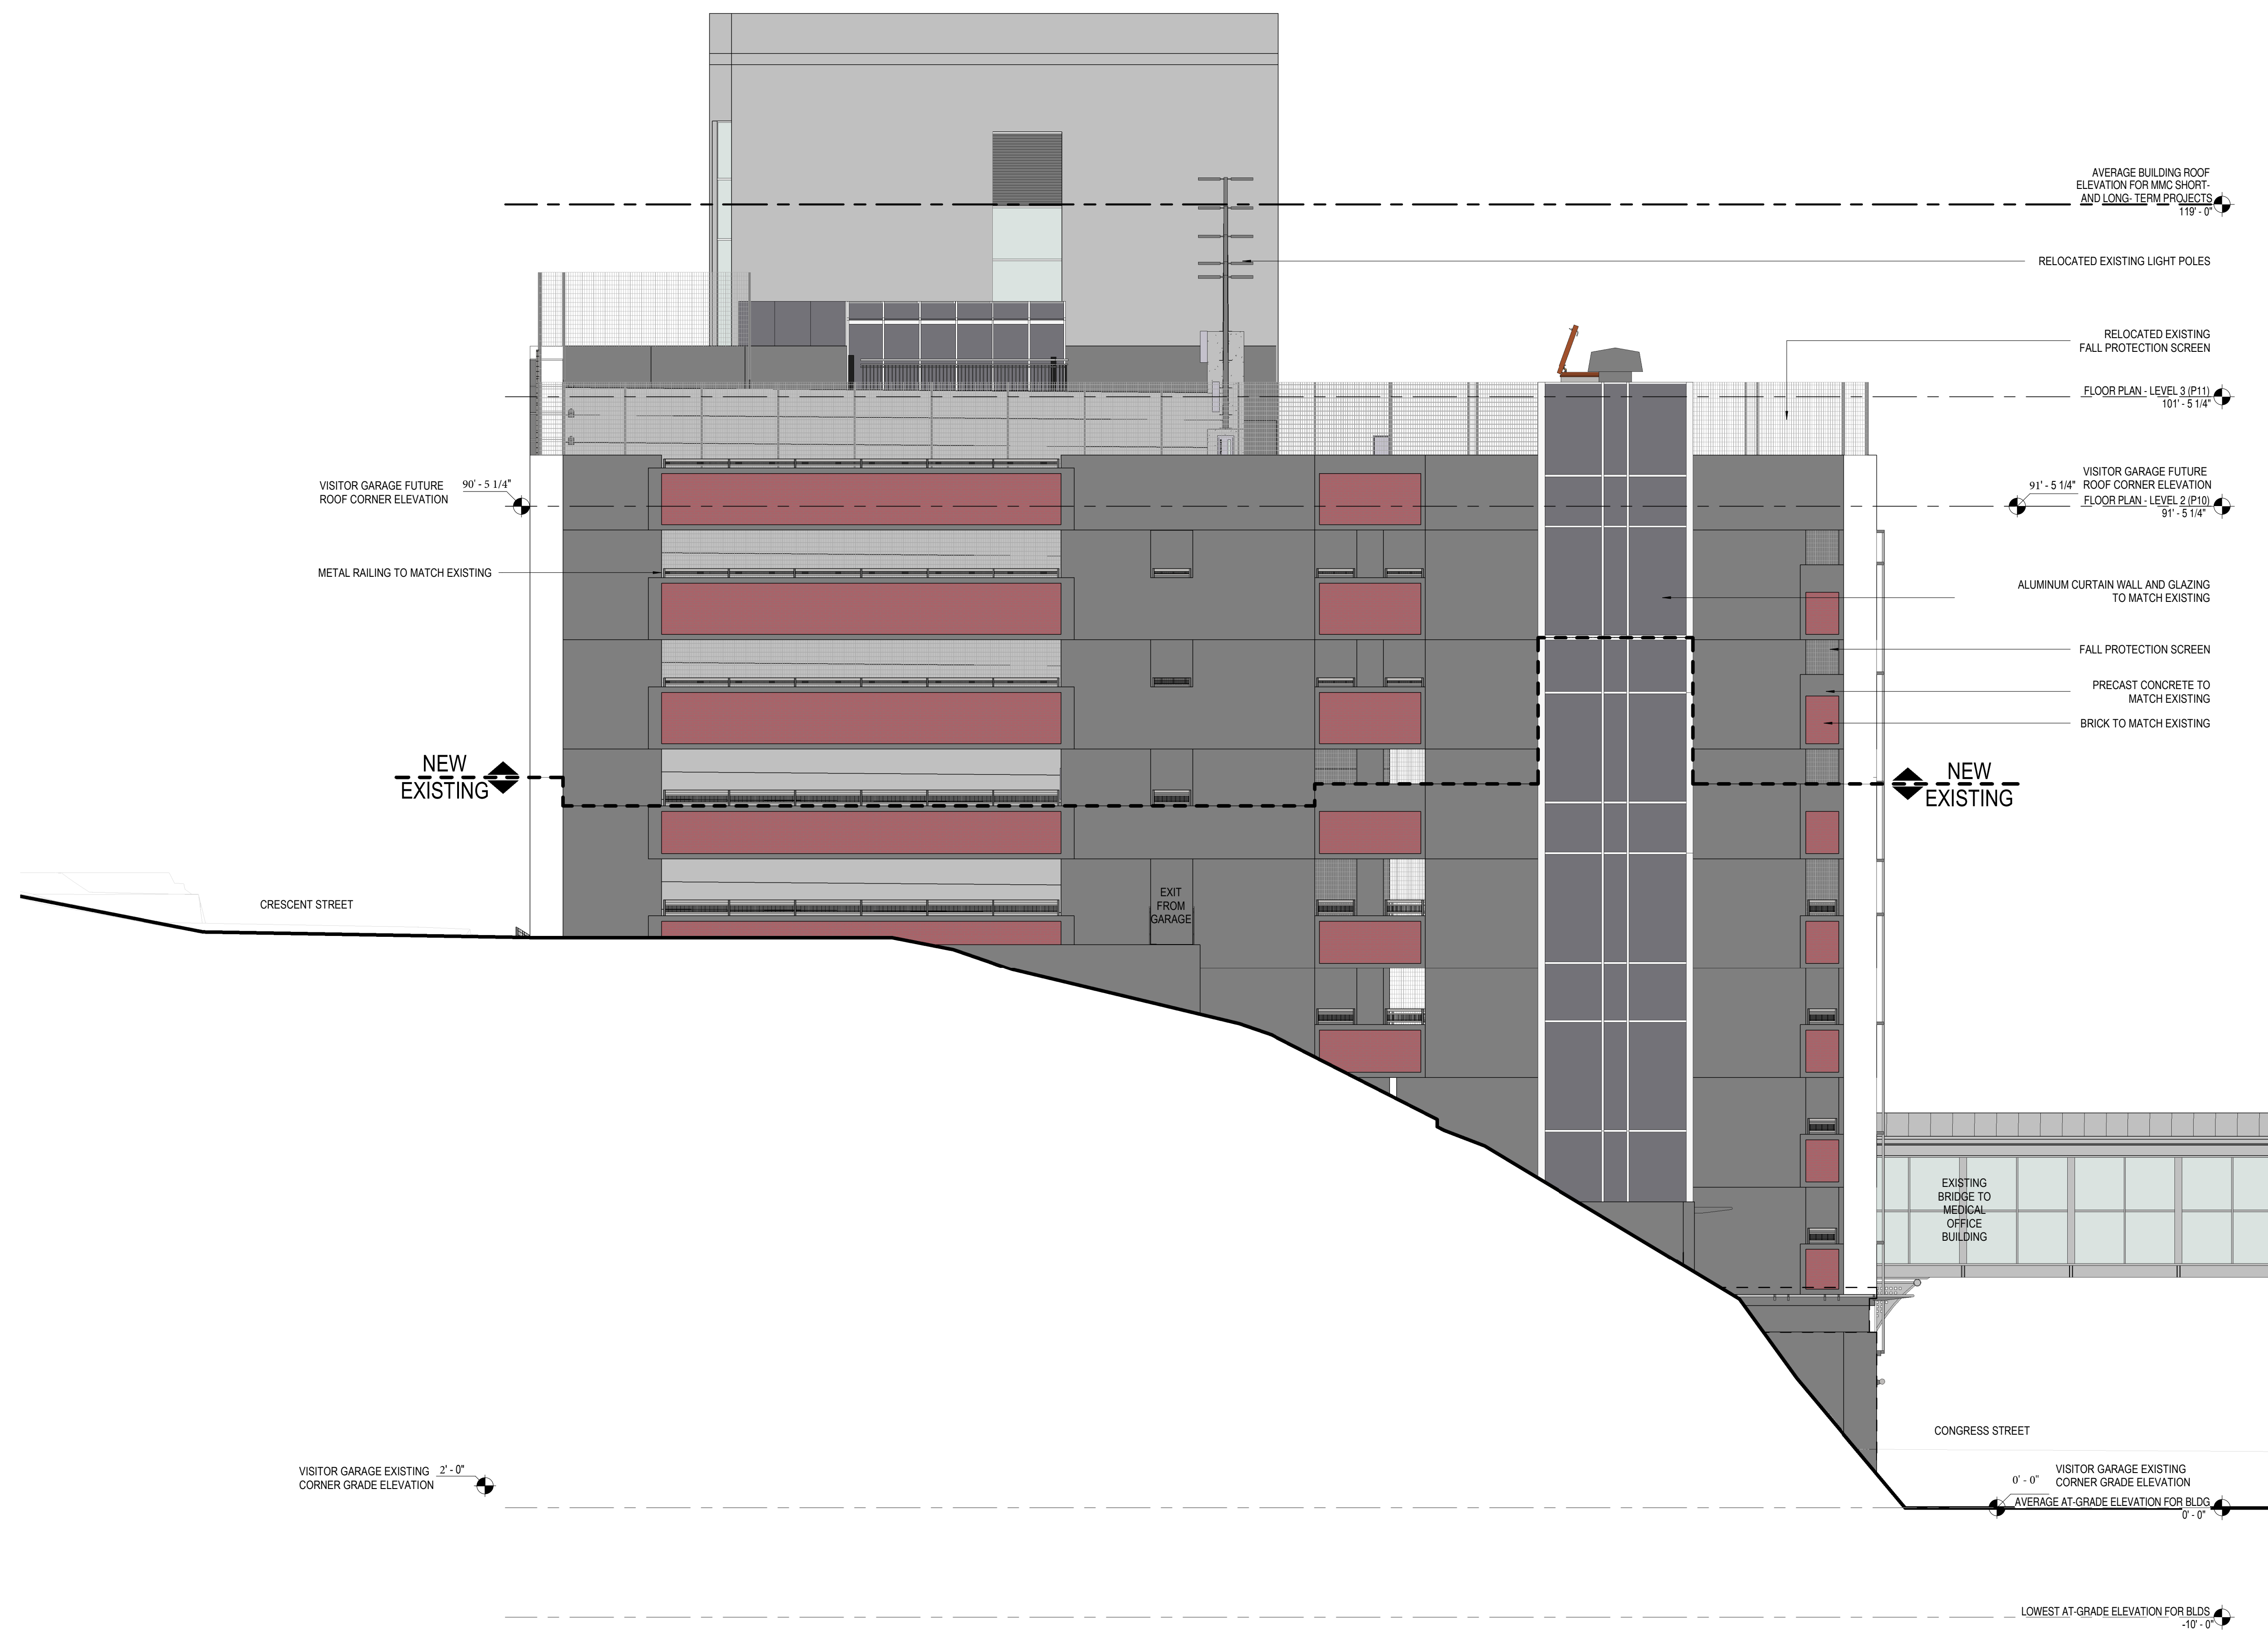 AVERAGE BUILDING ROOF
ELEVATION FOR MMC SHORT-
AND LONG- TERM PROJECTS
119' - 0"
RELOCATED EXISTING LIGHT POLES
RELOCATED EXISTING
FALL PROTECTION SCREEN
FLOOR PLAN - LEVEL 3 (P11)
101' - 5 1/4"
VISITOR GARAGE FUTURE
ROOF CORNER ELEVATION
90' - 5 1/4"
91' - 5 1/4"
VISITOR GARAGE FUTURE
ROOF CORNER ELEVATION
FLOOR PLAN - LEVEL 2 (P10)
91' - 5 1/4"
METAL RAILING TO MATCH EXISTING
ALUMINUM CURTAIN WALL AND GLAZING
TO MATCH EXISTING
FALL PROTECTION SCREEN
PRECAST CONCRETE TO
MATCH EXISTING
BRICK TO MATCH EXISTING
NEW
EXISTING
NEW
EXISTING
CRESCENT STREET
EXIT
FROM
GARAGE
EXISTING
BRIDGE TO
MEDICAL
OFFICE
BUILDING
CONGRESS STREET
VISITOR GARAGE EXISTING
CORNER GRADE ELEVATION
2' - 0"
0' - 0"
VISITOR GARAGE EXISTING
CORNER GRADE ELEVATION
AVERAGE AT-GRADE ELEVATION FOR BLDG
0' - 0"
LOWEST AT-GRADE ELEVATION FOR BLDS
-10' - 0"